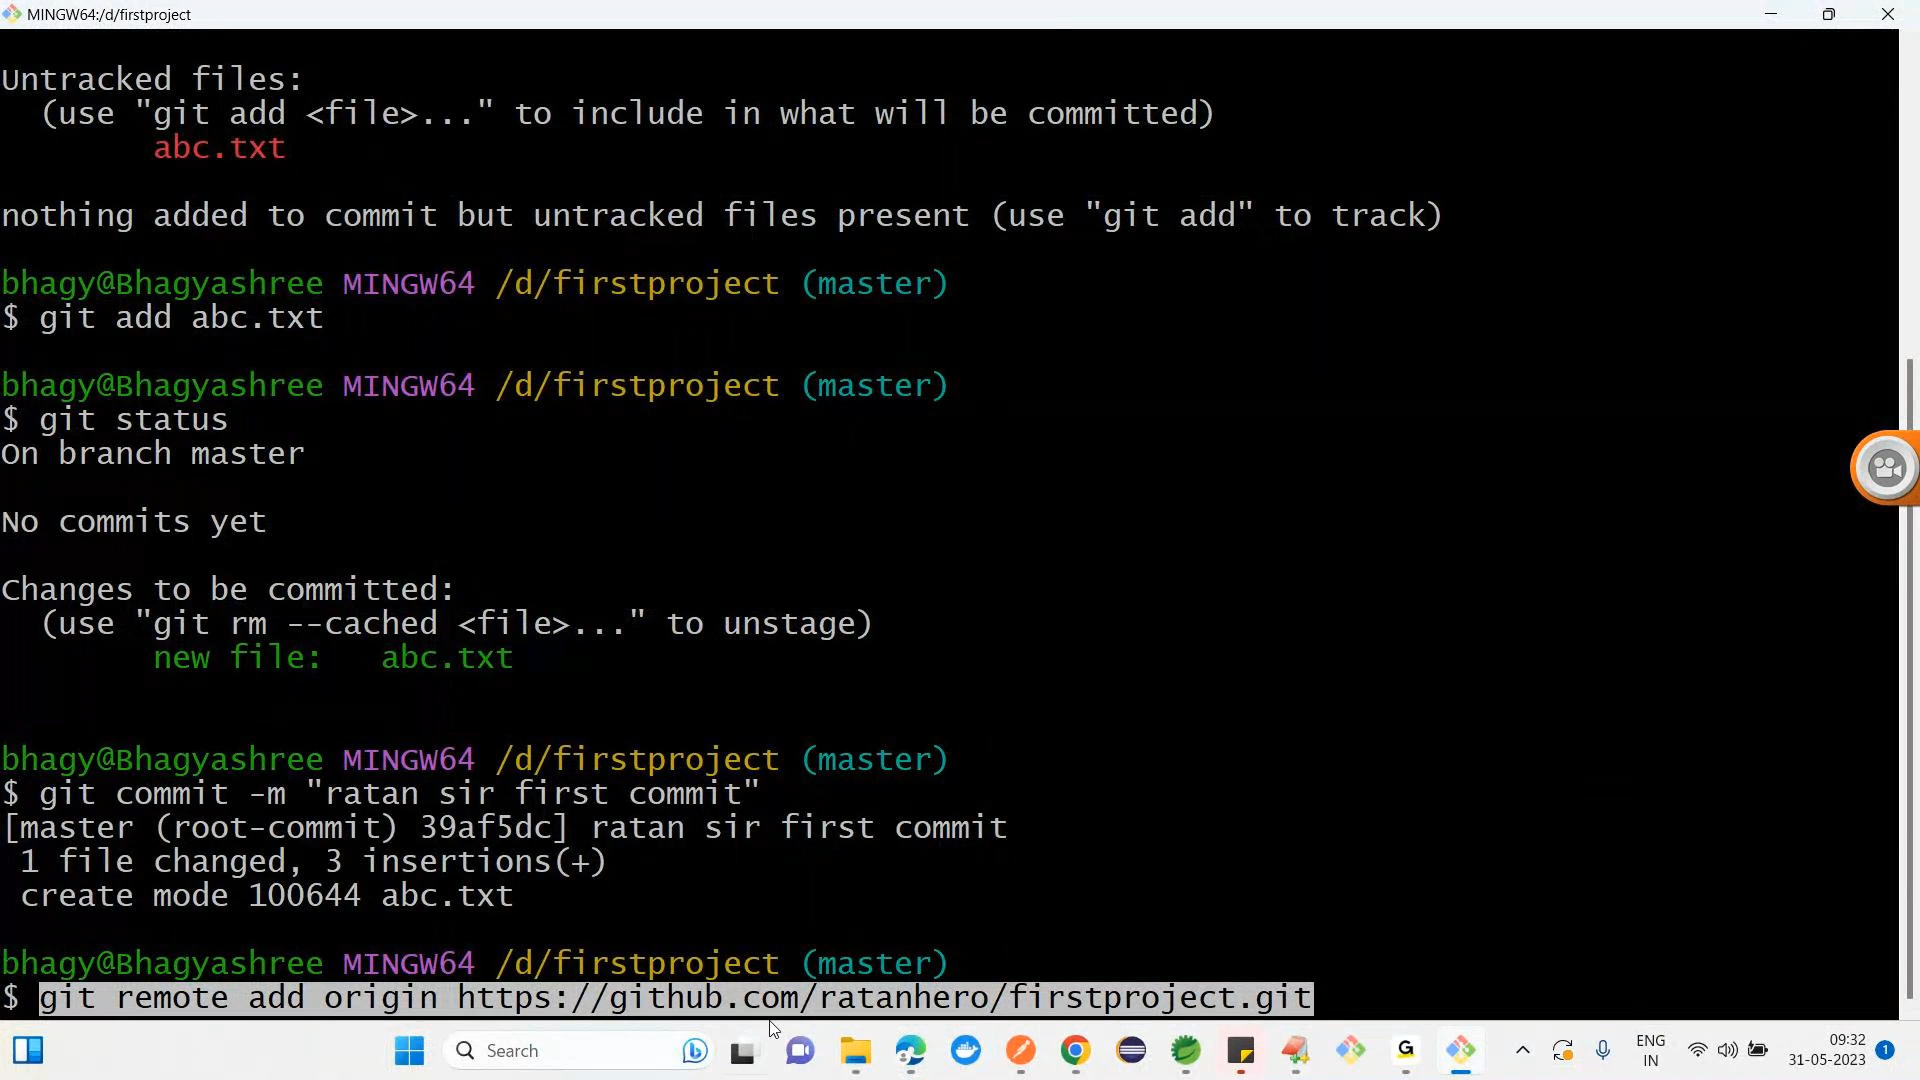 MINGW64:/d/firstproject
Untracked files:
  (use "git add <file>..." to include in what will be committed)
        abc.txt
nothing added to commit but untracked files present (use "git add" to track)
bhagy@Bhagyashree MINGW64 /d/firstproject (master)
$ git add abc.txt
bhagy@Bhagyashree MINGW64 /d/firstproject (master)
$ git status
On branch master
No commits yet
Changes to be committed:
  (use "git rm --cached <file>..." to unstage)
        new file:   abc.txt
bhagy@Bhagyashree MINGW64 /d/firstproject (master)
$ git commit -m "ratan sir first commit"
[master (root-commit) 39af5dc] ratan sir first commit
 1 file changed, 3 insertions(+)
 create mode 100644 abc.txt
bhagy@Bhagyashree MINGW64 /d/firstproject (master)
$ git remote add origin https://github.com/ratanhero/firstproject.git
Search
G
ENG
IN
09:32
31-05-2023
1